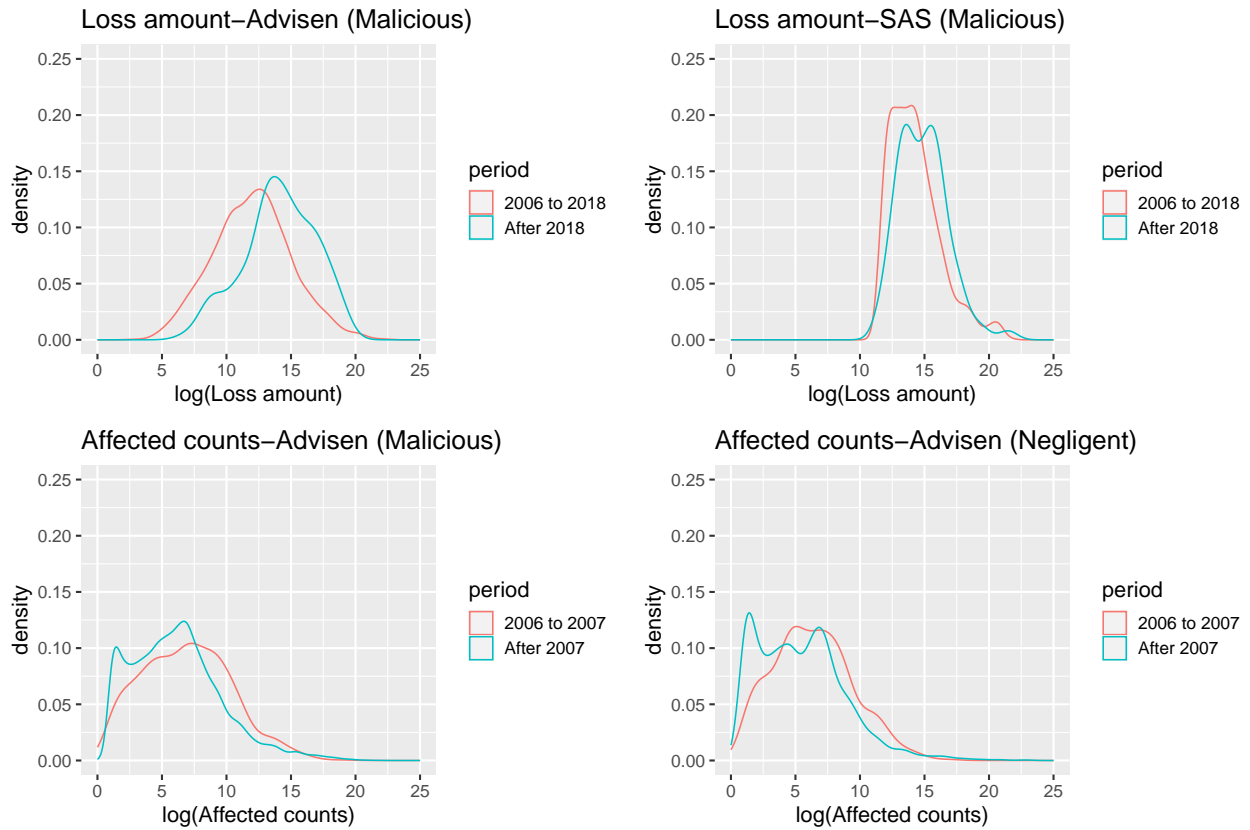 Loss amount−Advisen (Malicious)
0.25
0.20
0.15
0.10
0.05
0.00
density
0 5 10 15 20 25
log(Loss amount)
period
2006 to 2018
After 2018
Loss amount−SAS (Malicious)
0.25
0.20
0.15
0.10
0.05
0.00
density
0 5 10 15 20 25
log(Loss amount)
period
2006 to 2018
After 2018
Affected counts−Advisen (Malicious)
0.25
0.20
0.15
0.10
0.05
0.00
density
0 5 10 15 20 25
log(Affected counts)
period
2006 to 2007
After 2007
Affected counts−Advisen (Negligent)
0.25
0.20
0.15
0.10
0.05
0.00
density
0 5 10 15 20 25
log(Affected counts)
period
2006 to 2007
After 2007